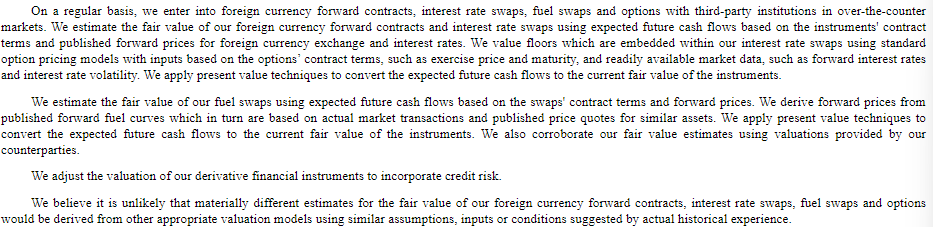 On a regular basis, we enter into foreign currency forward contracts, interest rate swaps, fuel swaps and options with third-party institutions in over-the-counter
markets. We estimate the fair value of our foreign currency forward contracts and interest rate swaps using expected future cash flows based on the instruments' contract
terms and published forward prices for foreign currency exchange and interest rates. We value floors which are embedded within our interest rate swaps using standard
option pricing models with inputs based on the options' contract terms, such as exercise price and maturity, and readily available market data, such as forward interest rates
and interest rate volatility. We apply present value techniques to convert the expected future cash flows to the current fair value of the instruments.
We estimate the fair value of our fuel swaps using expected future cash flows based on the swaps' contract terms and forward prices. We derive forward prices from
published forward fuel curves which in turn are based on actual market transactions and published price quotes for similar assets. We apply present value techniques to
convert the expected future cash flows to the current fair value of the instruments. We also corroborate our fair value estimates using valuations provided by our
counterparties.
We adjust the valuation of our derivative financial instruments to incorporate credit risk.
We believe it is unlikely that materially different estimates for the fair value of our foreign currency forward contracts, interest rate swaps, fuel swaps and options
would be derived from other appropriate valuation models using similar assumptions, inputs or conditions suggested by actual historical experience.